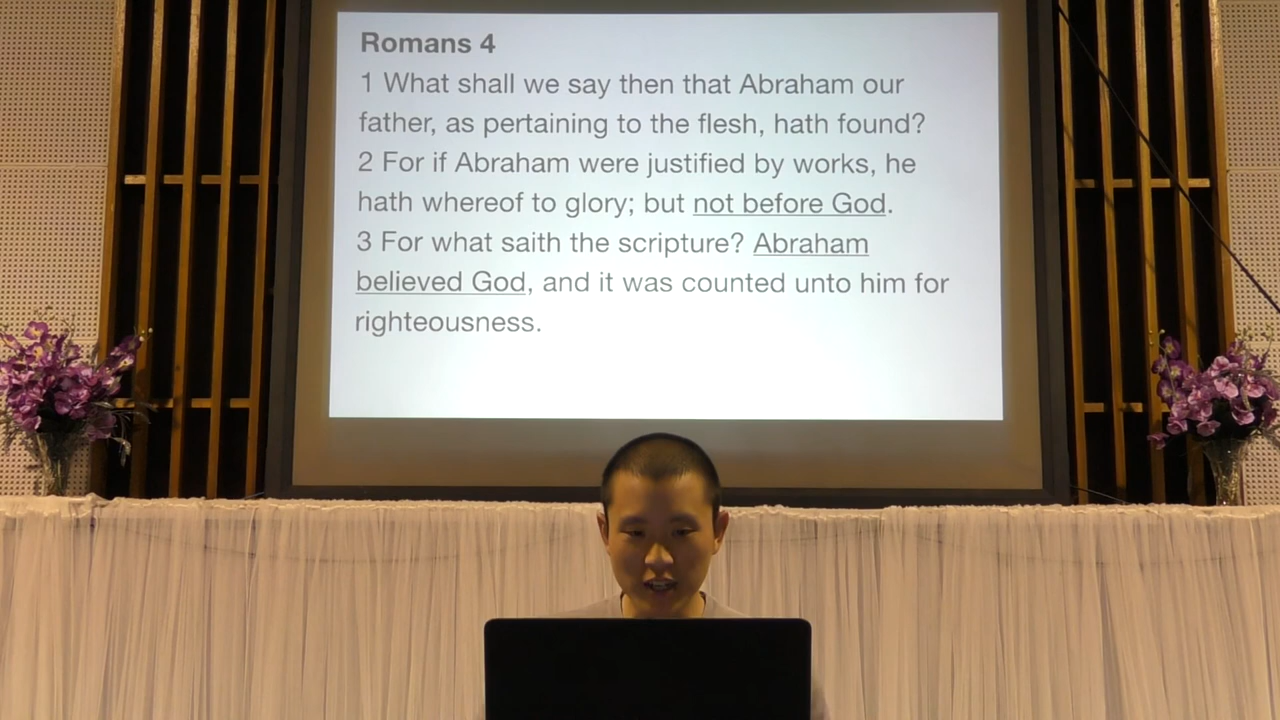 Romans 4
1 What shall we say then that Abraham our
father, as pertaining to the flesh, hath found?
2 For if Abraham were justified by works, he
hath whereof to glory; but not before God.
3 For what saith the scripture? Abraham
believed God, and it was counted unto him for
righteousness.